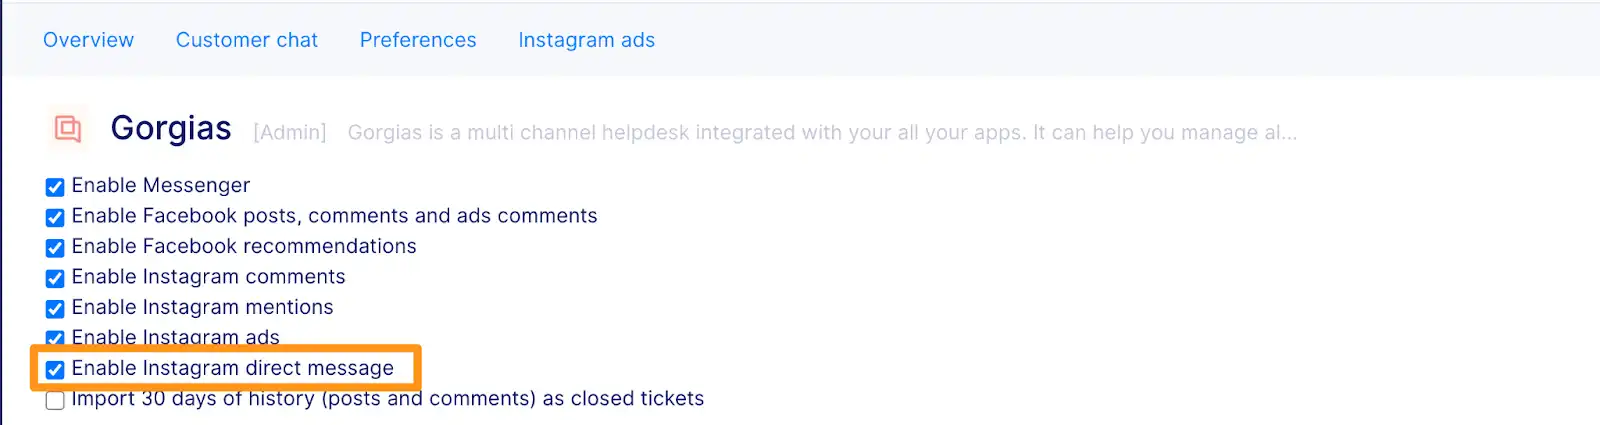 Overview Customer chat Preferences Instagram ads
Gorgias [Admin] Gorgias is a multi channel helpdesk integrated with your all your apps. It can help you manage al...
Enable Messenger
Enable Facebook posts, comments and ads comments
Enable Facebook recommendations
Enable Instagram comments
Enable Instagram mentions
Enable Instagram ads
Enable Instagram direct message
Import 30 days of history (posts and comments) as closed tickets